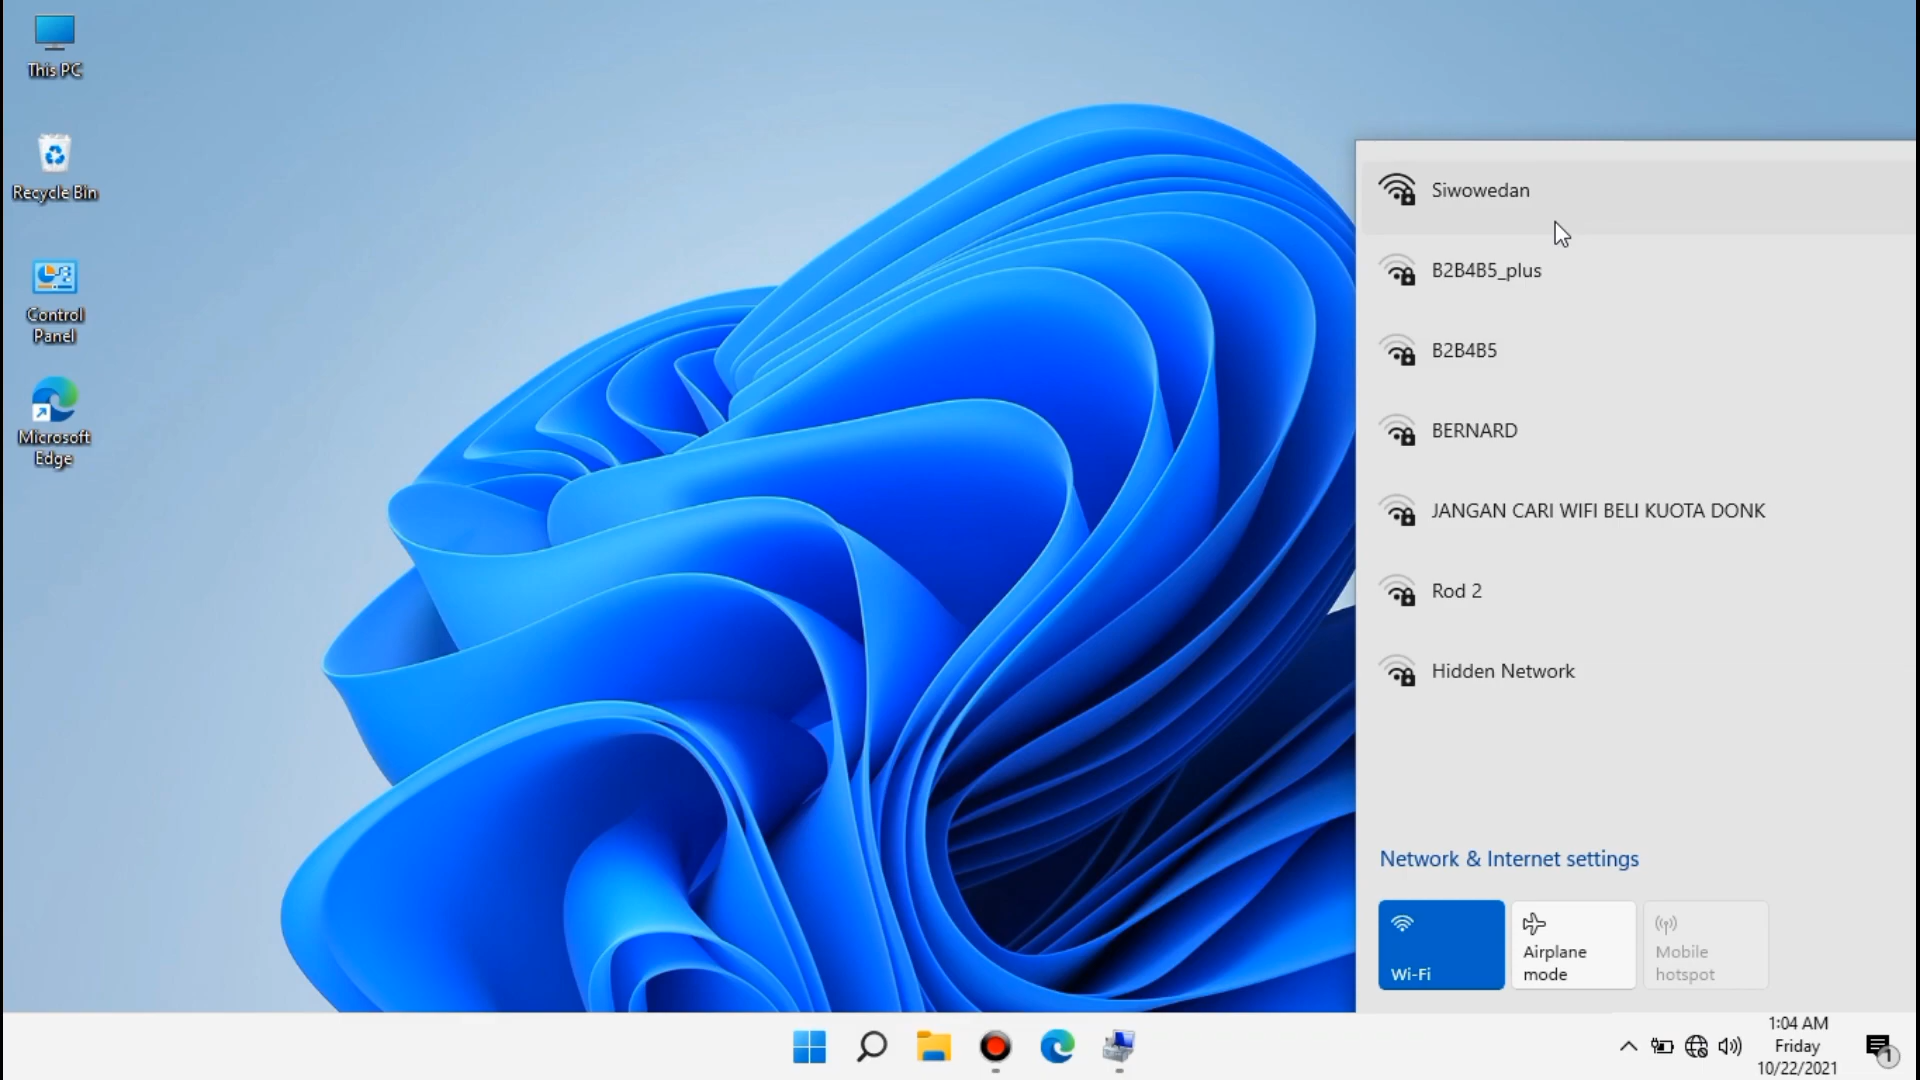 This PC
Recycle Bin
Control
Panel
Microsoft
Edge
Siwowedan
B2B4B5_plus
B2B4B5
BERNARD
JANGAN CARI WIFI BELI KUOTA DONK
Rod 2
Hidden Network
Network & Internet settings
Wi-Fi
Airplane
mode
Mobile
hotspot
1:04 AM
Friday
10/22/2021
1